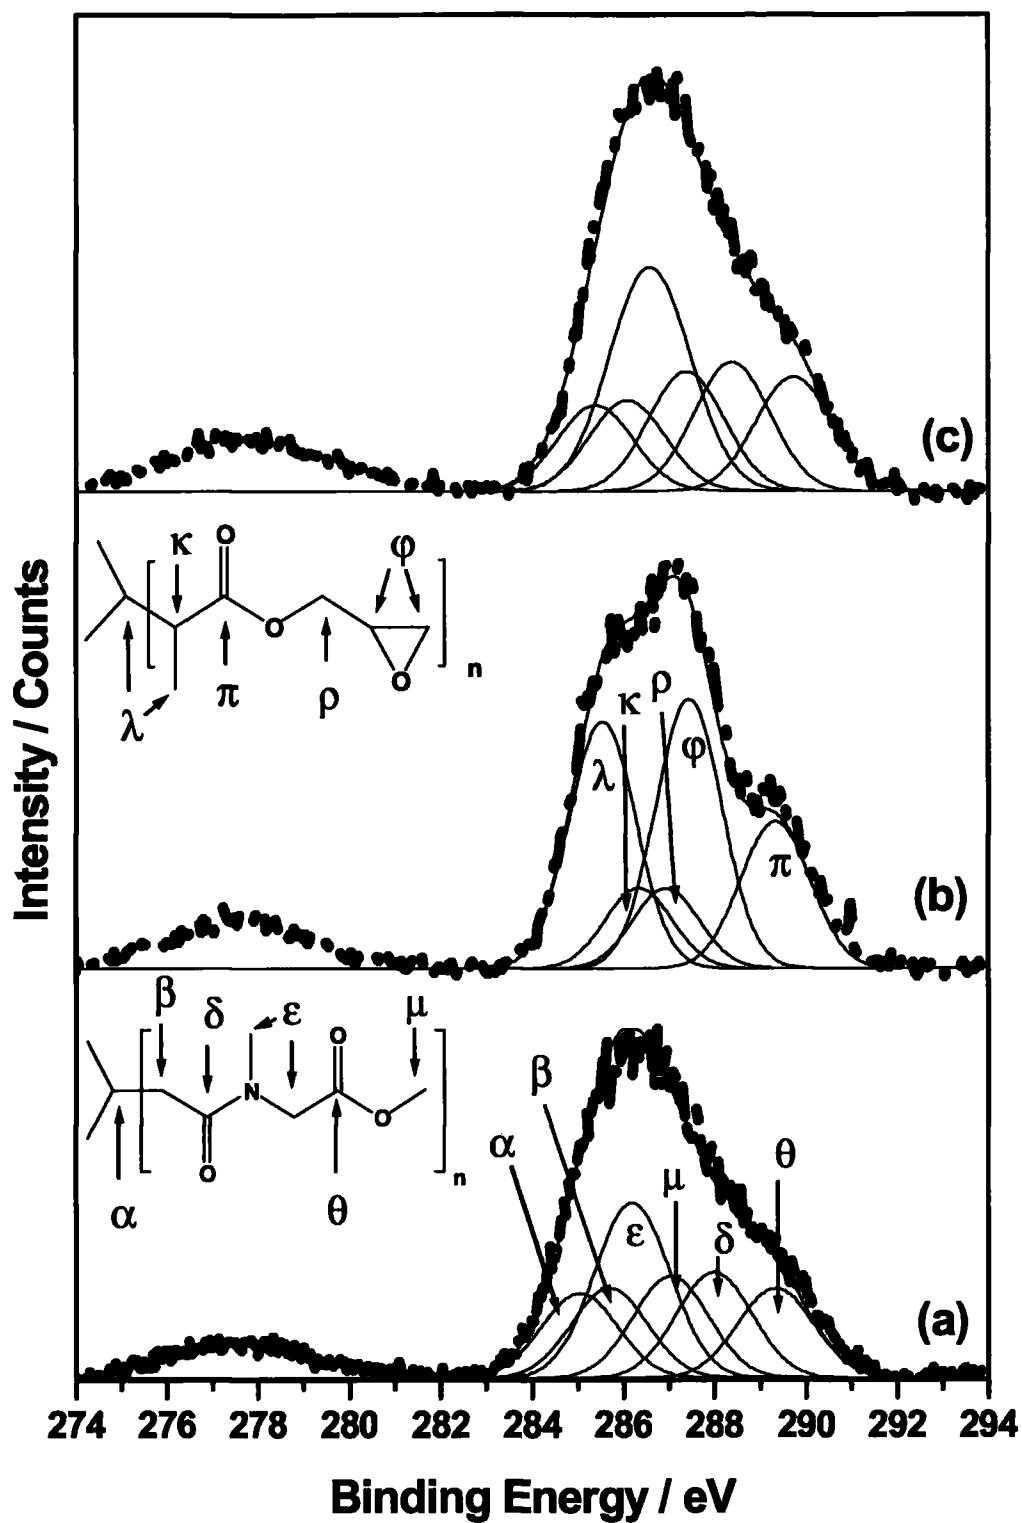 (c)
κ O φ
O
O
n
π ρ
λ
κ ρ
λ φ
π
(b)
β δ ε μ
O
N
O
O
n
α θ
β
α θ
μ
ε δ
(a)
Intensity / Counts
274 276 278 280 282 284 286 288 290 292 294
Binding Energy / eV